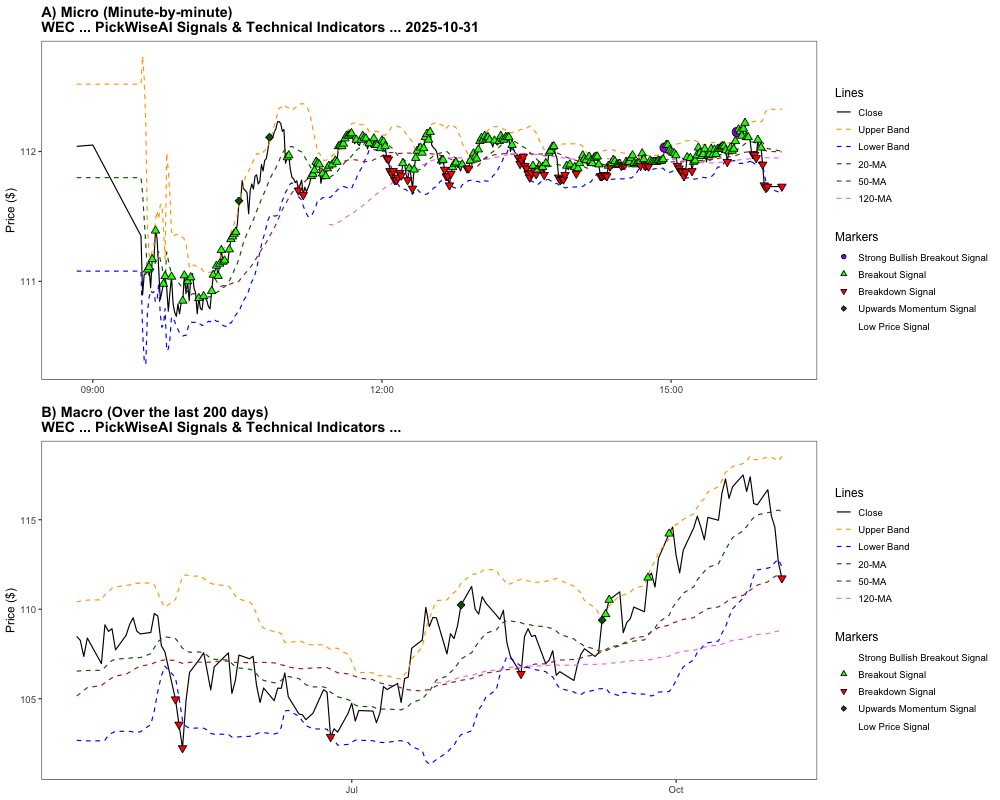 A) Micro (Minute-by-minute)
WEC ... PickWiseAI Signals & Technical Indicators ... 2025-10-31
Price ($)
112
111
09:00
12:00
15:00
Lines
Close
Upper Band
Lower Band
20-MA
50-MA
120-MA
Markers
Strong Bullish Breakout Signal
Breakout Signal
Breakdown Signal
Upwards Momentum Signal
Low Price Signal
B) Macro (Over the last 200 days)
WEC ... PickWiseAI Signals & Technical Indicators ...
Price ($)
115
110
105
Jul
Oct
Lines
Close
Upper Band
Lower Band
20-MA
50-MA
120-MA
Markers
Strong Bullish Breakout Signal
Breakout Signal
Breakdown Signal
Upwards Momentum Signal
Low Price Signal